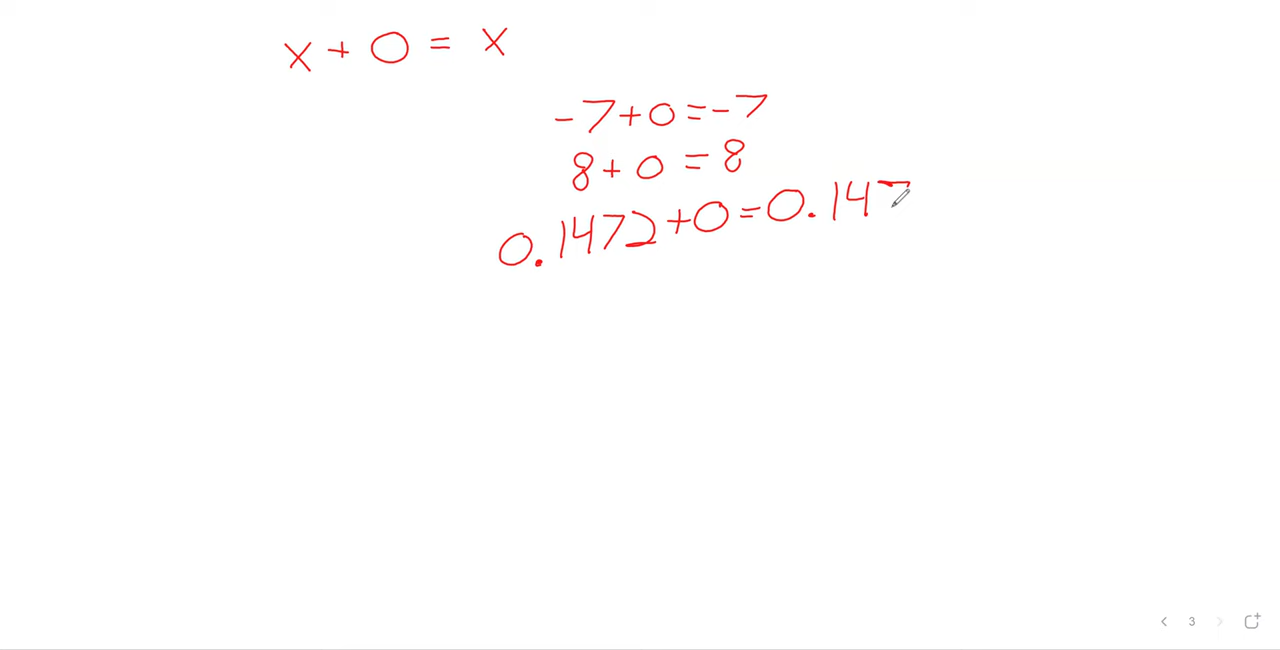 x + 0 = x
-7+0=-7
8+0=8
0.1472+0=0.147
3